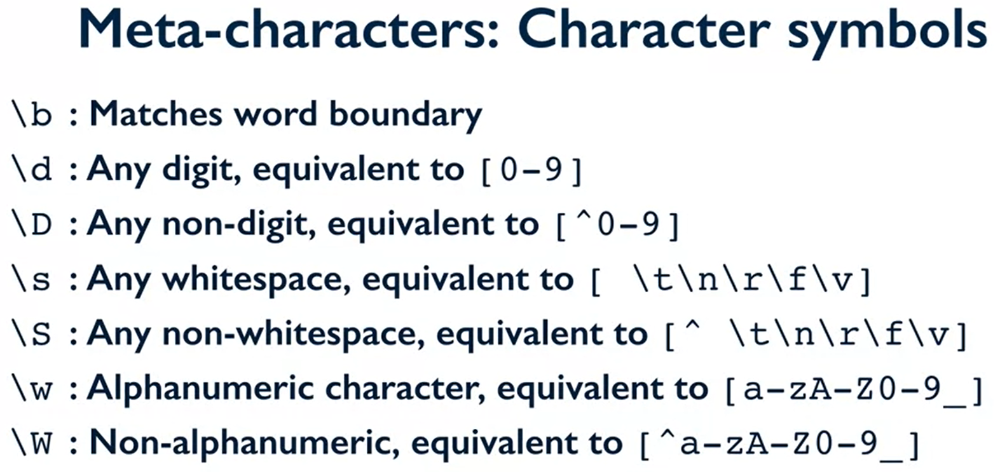 Meta-characters: Character symbols
\b : Matches word boundary
\d : Any digit, equivalent to [0-9]
\D : Any non-digit, equivalent to [^0-9]
\s : Any whitespace, equivalent to [ \t\n\r\f\v]
\S : Any non-whitespace, equivalent to [^ \t\n\r\f\v]
\w : Alphanumeric character, equivalent to [a-zA-Z0-9_]
\W : Non-alphanumeric, equivalent to [^a-zA-Z0-9_]